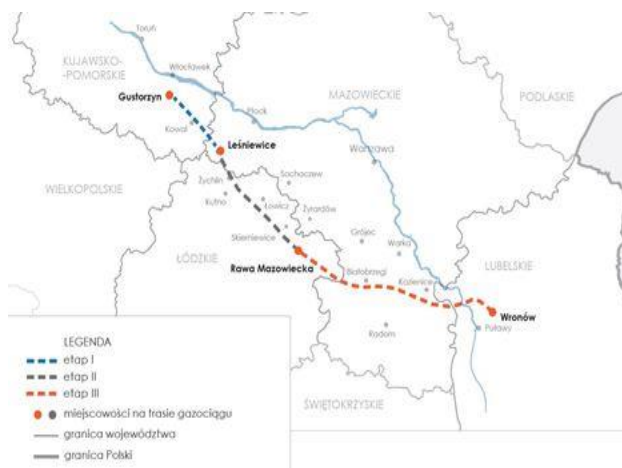 Toruń
KUJAWSKO-
-POMORSKIE
Włocławek
Gustorzyn
MAZOWIECKIE
PODLASKIE
Płock
Kowal
Leśniewice
Warszawa
WIELKOPOLSKIE
Żychlin
Sochaczew
Kutno
Łowicz
Żyrardów
Skierniewice
Grójec
Warka
ŁÓDZKIE
LUBELSKIE
Rawa Mazowiecka
Białobrzegi
Kozienice
Wronów
Puławy
Radom
ŚWIĘTOKRZYSKIE
LEGENDA
etap I
etap II
etap III
miejscowości na trasie gazociągu
granica województwa
granica Polski